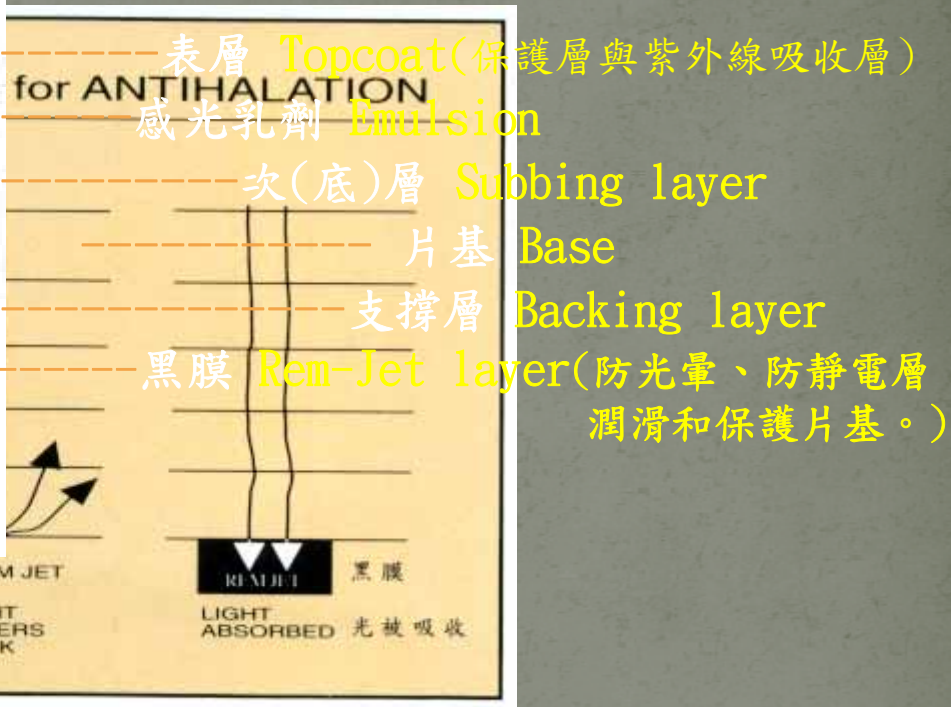 表層 Topcoat(保護層與紫外線吸收層)
for ANTIHALATION
感光乳劑 Emulsion
次(底)層 Subbing layer
片基 Base
支撐層 Backing layer
黑膜 Rem-Jet layer(防光暈、防靜電層
潤滑和保護片基。)
M JET
IT
ERS
K
REMJET
黑膜
LIGHT
ABSORBED 光被吸收